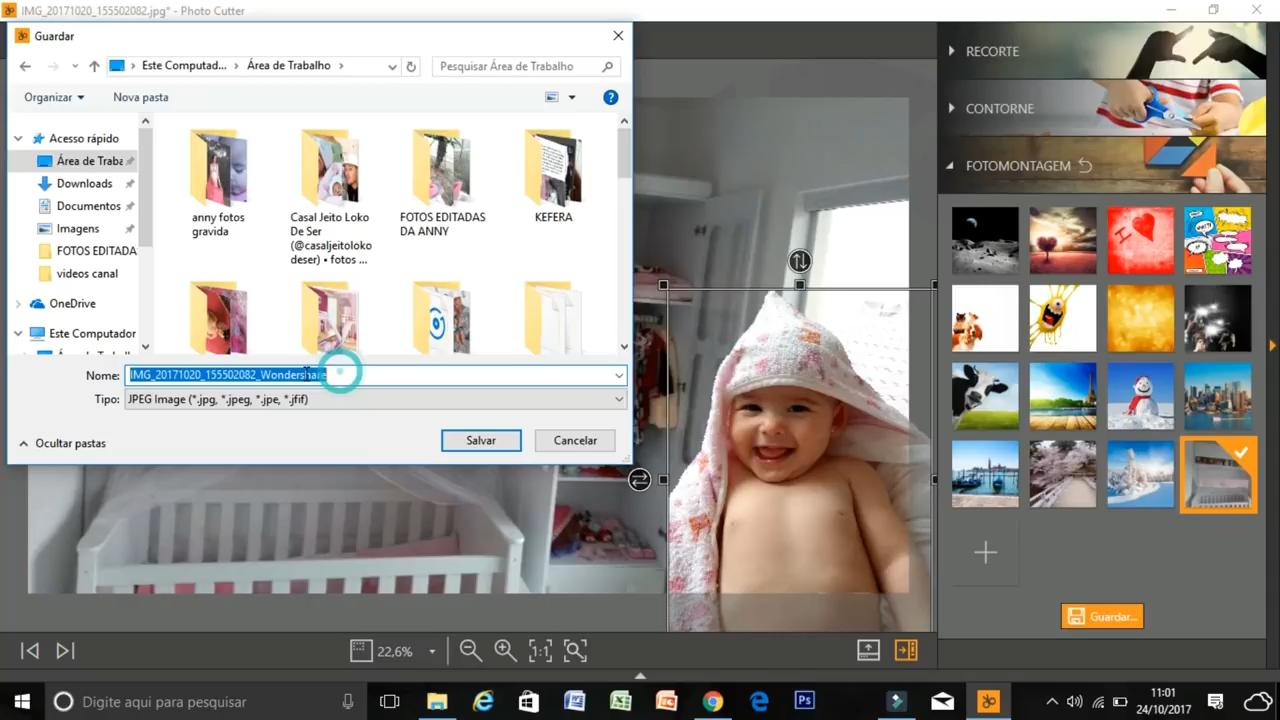 IMG_20171020_155502082.jpg* - Photo Cutter
Guardar
Este Computad... > Área de Trabalho >
Pesquisar Área de Trabalho
Organizar
Nova pasta
Acesso rápido
Área de Traba
Downloads
Documentos
Imagens
FOTOS EDITADA
videos canal
OneDrive
Este Computador
anny fotos
gravida
Casal Jeito Loko
De Ser
(@casaljeitoloko
deser) • fotos ...
FOTOS EDITADAS
DA ANNY
KEFERA
Nome: IMG_20171020_155502082_Wondershare
Tipo: JPEG Image (*.jpg, *.jpeg, *.jpe, *.jfif)
Ocultar pastas
Salvar
Cancelar
RECORTE
CONTORNE
FOTOMONTAGEM
I
Guardar...
22,6%
1:1
Digite aqui para pesquisar
Ps
11:01
24/10/2017